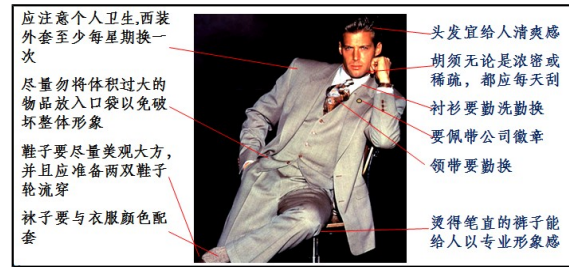 应注意个人卫生,西装
外套至少每星期换一
次
尽量勿将体积过大的
物品放入口袋以免破
坏整体形象
鞋子要尽量美观大方,
并且应准备两双鞋子
轮流穿
袜子要与衣服颜色配
套
头发宜给人清爽感
胡须无论是浓密或
稀疏，都应每天刮
衬衫要勤洗勤换
要佩带公司徽章
领带要勤换
烫得笔直的裤子能
给人以专业形象感